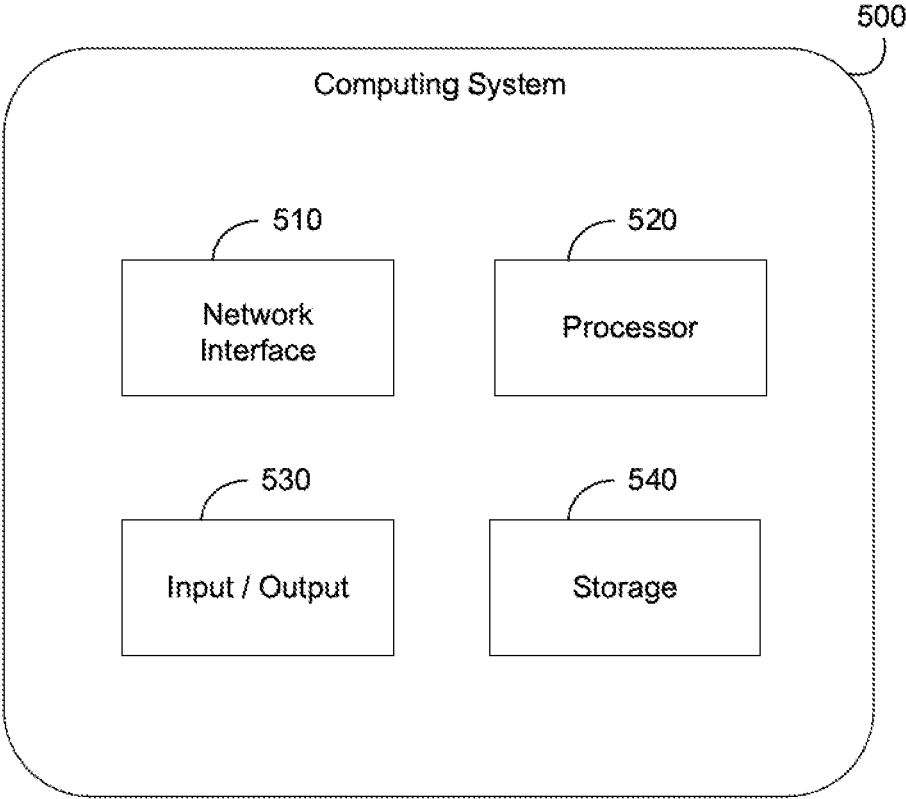 500
Computing System
510
520
Network
Interface
Processor
530
540
Input / Output
Storage